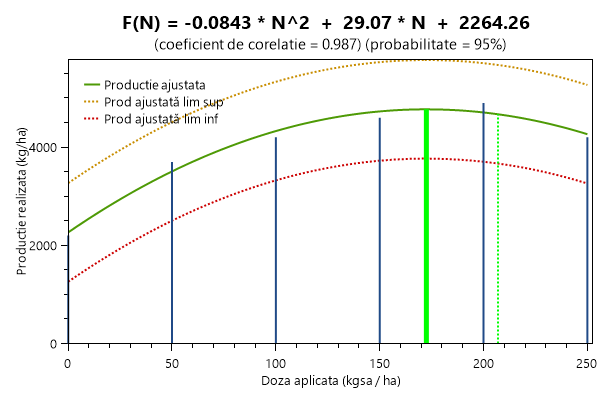 F(N) = -0.0843 * N^2 + 29.07 * N + 2264.26
(coeficient de corelatie = 0.987) (probabilitate = 95%)
Productie ajustata
Prod ajustată lim sup
Prod ajustată lim inf
Productie realizata (kg/ha)
4000
2000
0
0 50 100 150 200 250
Doza aplicata (kgsa / ha)